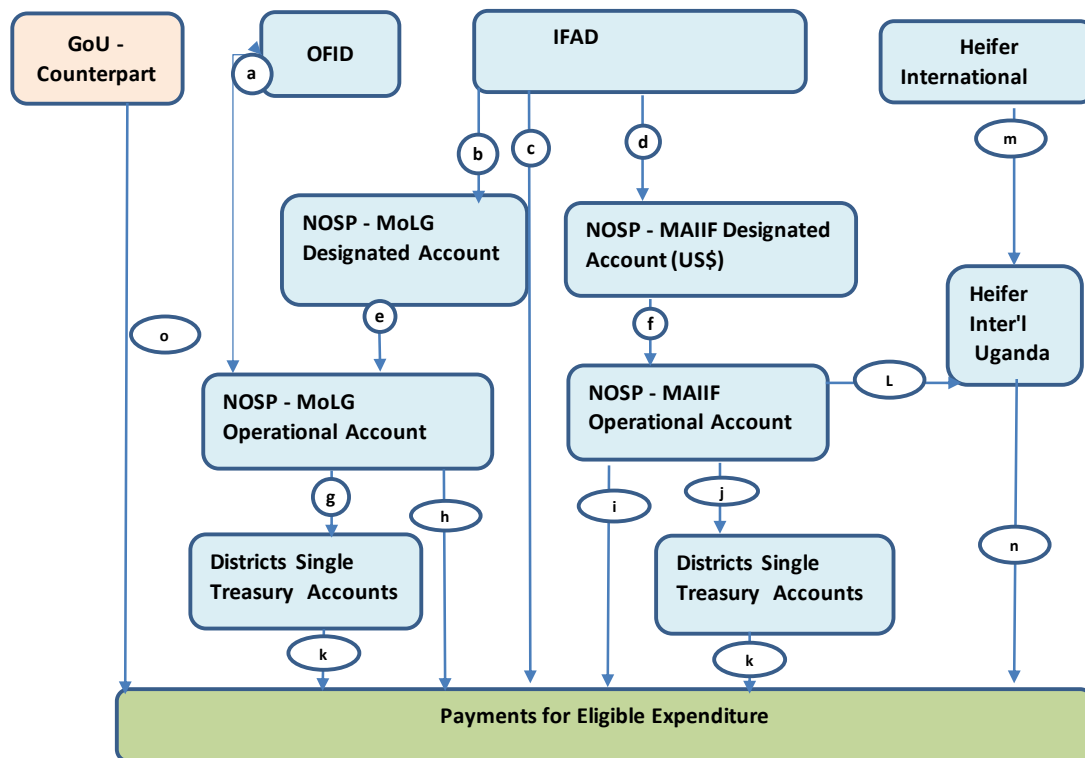 GoU -
Counterpart
OFID
IFAD
Heifer
International
a
b
c
d
m
NOSP - MoLG
Designated Account
NOSP - MAIIF Designated
Account (US$)
Heifer
Inter'l
Uganda
o
e
f
L
NOSP - MoLG
Operational Account
NOSP - MAIIF
Operational Account
g
h
i
j
n
Districts Single
Treasury Accounts
Districts Single
Treasury Accounts
k
k
Payments for Eligible Expenditure